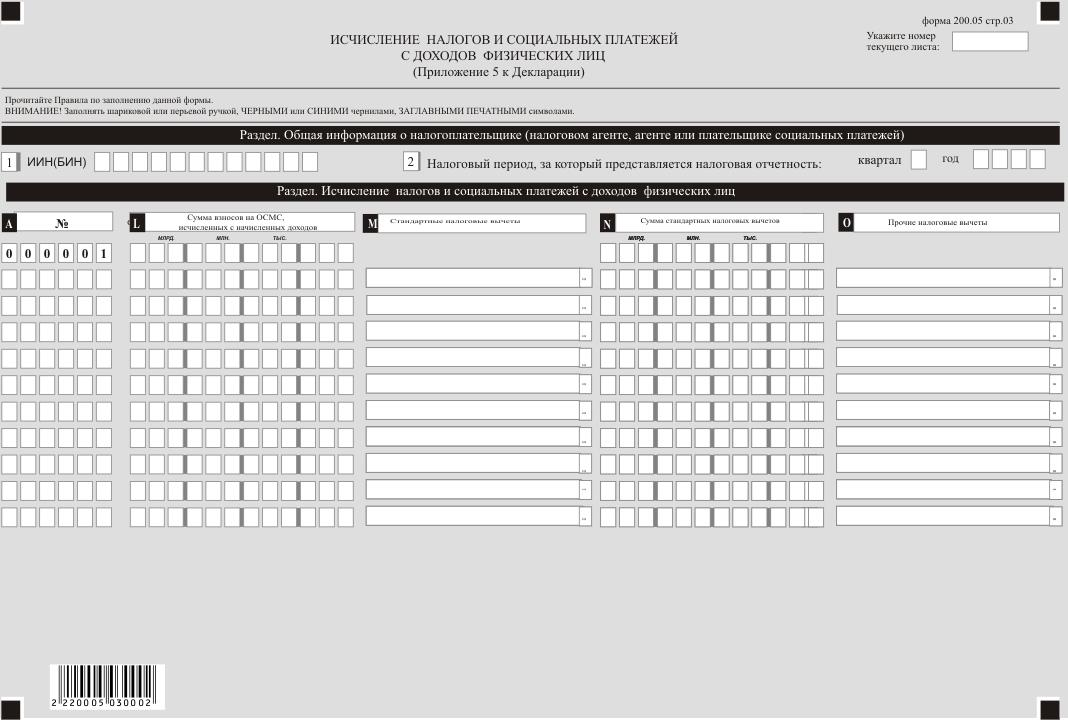 форма 200.05 стр.03
Укажите номер
текущего листа:
ИСЧИСЛЕНИЕ НАЛОГОВ И СОЦИАЛЬНЫХ ПЛАТЕЖЕЙ
С ДОХОДОВ ФИЗИЧЕСКИХ ЛИЦ
(Приложение 5 к Декларации)
Прочитайте Правила по заполнению данной формы.
ВНИМАНИЕ! Заполнять шариковой или перьевой ручкой, ЧЕРНЫМИ или СИНИМИ чернилами, ЗАГЛАВНЫМИ ПЕЧАТНЫМИ символами.
Раздел. Общая информация о налогоплательщике (налоговом агенте, агенте или плательщике социальных платежей)
1 ИИН(БИН) 2 Налоговый период, за который представляется налоговая отчетность: квартал год
Раздел. Исчисление налогов и социальных платежей с доходов физических лиц
A №
L Сумма взносов на ОСМС,
исчисленных с начисленных доходов
M Стандартные налоговые вычеты
N Сумма стандартных налоговых вычетов
O Прочие налоговые вычеты
МЛРД. МЛН. ТЫС. МЛРД. МЛН. ТЫС.
0 0 0 0 0 1
2 220005 030002